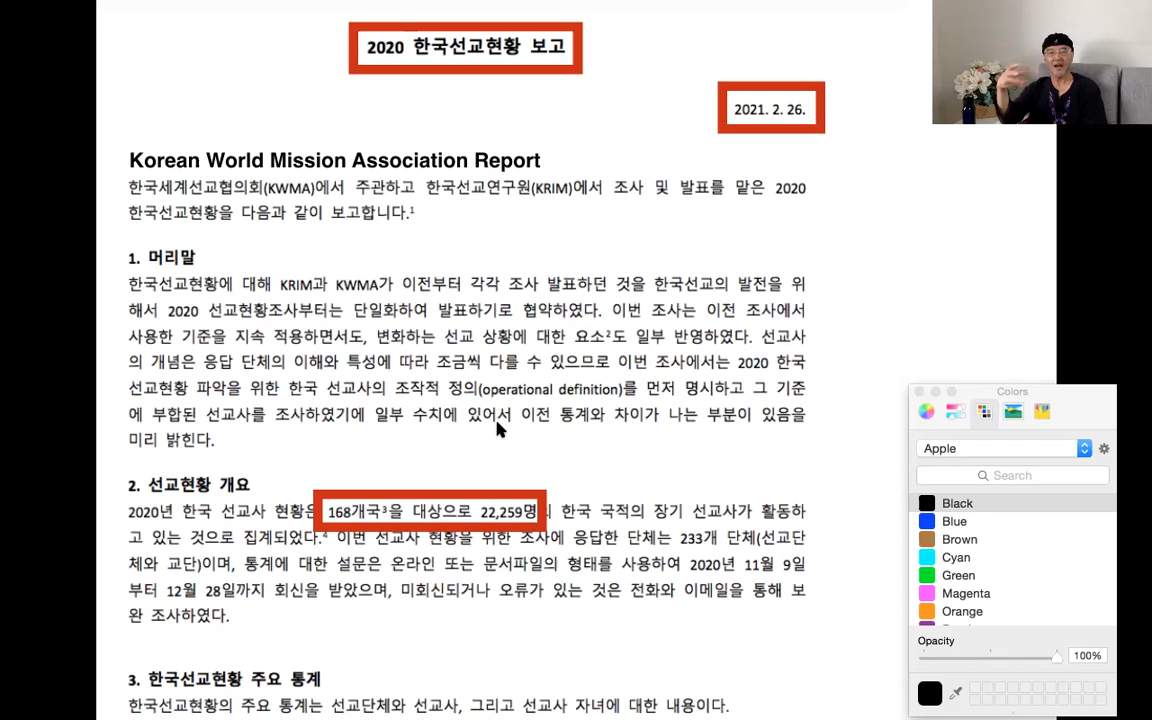 2020 한국선교현황 보고
2021. 2. 26.
Korean World Mission Association Report
한국세계선교협의회(KWMA)에서 주관하고 한국선교연구원(KRIM)에서 조사 및 발표를 맡은 2020
한국선교현황을 다음과 같이 보고합니다.¹
1. 머리말
한국선교현황에 대해 KRIM과 KWMA가 이전부터 각각 조사 발표하던 것을 한국선교의 발전을 위
해서 2020 선교현황조사부터는 단일화하여 발표하기로 협약하였다. 이번 조사는 이전 조사에서
사용한 기준을 지속 적용하면서도, 변화하는 선교 상황에 대한 요소²도 일부 반영하였다. 선교사
의 개념은 응답 단체의 이해와 특성에 따라 조금씩 다를 수 있으므로 이번 조사에서는 2020 한국
선교현황 파악을 위한 한국 선교사의 조작적 정의(operational definition)를 먼저 명시하고 그 기준
에 부합된 선교사를 조사하였기에 일부 수치에 있어서 이전 통계와 차이가 나는 부분이 있음을
미리 밝힌다.
2. 선교현황 개요
2020년 한국 선교사 현황은 168개국³을 대상으로 22,259명의 한국 국적의 장기 선교사가 활동하
고 있는 것으로 집계되었다.⁴ 이번 선교사 현황을 위한 조사에 응답한 단체는 233개 단체(선교단
체와 교단)이며, 통계에 대한 설문은 온라인 또는 문서파일의 형태를 사용하여 2020년 11월 9일
부터 12월 28일까지 회신을 받았으며, 미회신되거나 오류가 있는 것은 전화와 이메일을 통해 보
완 조사하였다.
3. 한국선교현황 주요 통계
한국선교현황의 주요 통계는 선교단체와 선교사, 그리고 선교사 자녀에 대한 내용이다.
Colors
Apple
Search
Black
Blue
Brown
Cyan
Green
Magenta
Orange
Opacity
100%